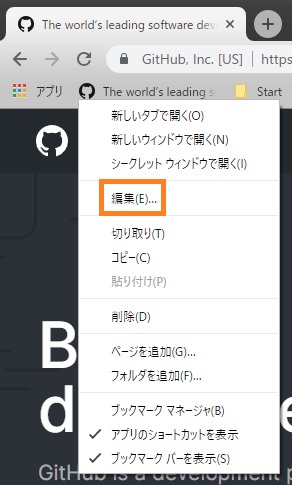 The world's leading software dev
GitHub, Inc. [US]
https
アプリ
The world's leading s
Start
新しいタブで開く(O)
新しいウィンドウで開く(N)
シークレット ウィンドウで開く(I)
編集(E)...
切り取り(T)
コピー(C)
貼り付け(P)
削除(D)
ページを追加(G)...
フォルダを追加(F)...
ブックマーク マネージャ(B)
アプリのショートカットを表示
ブックマーク バーを表示(S)
B
d
GitHub is a development p